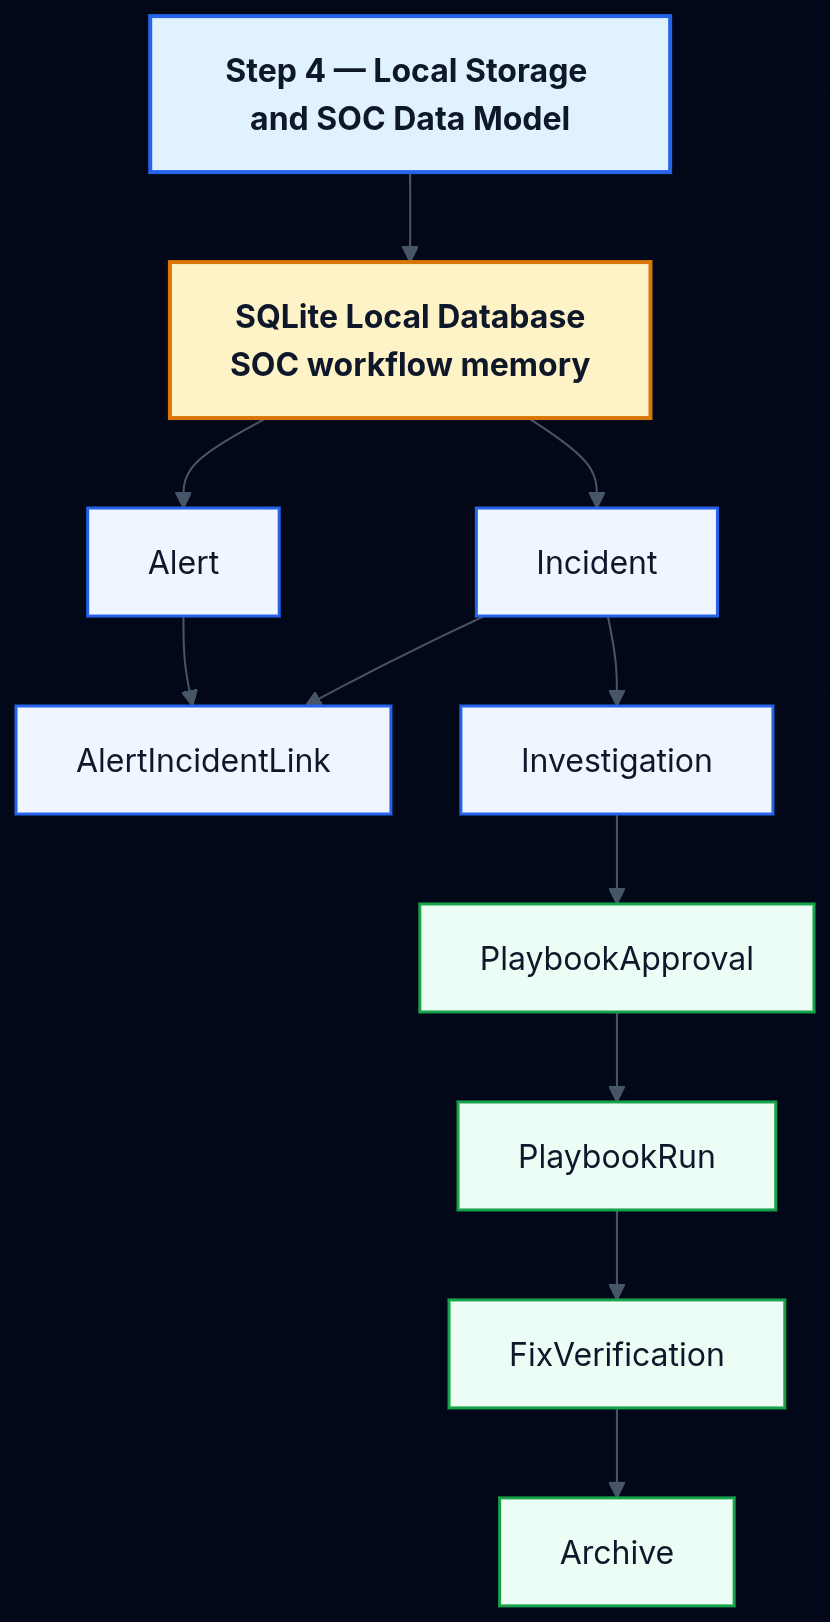 Step 4 — Local Storage
and SOC Data Model
SQLite Local Database
SOC workflow memory
Alert
Incident
AlertIncidentLink
Investigation
PlaybookApproval
PlaybookRun
FixVerification
Archive